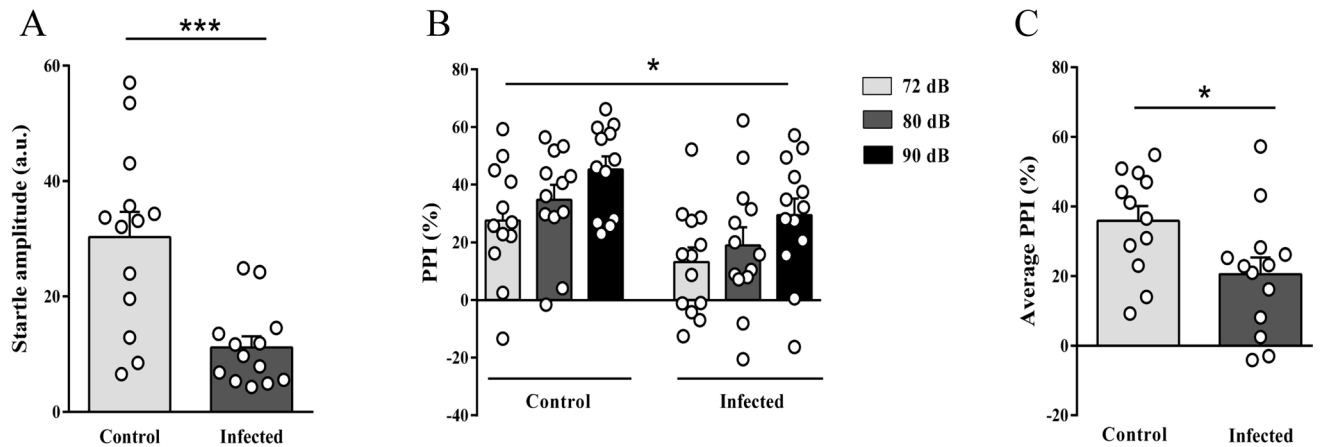 A
***
Startle amplitude (a.u.)
60
40
20
0
Control Infected
B
*
PPI (%)
80
60
40
20
0
-20
-40
Control Infected
72 dB
80 dB
90 dB
C
*
Average PPI (%)
80
60
40
20
0
-20
Control Infected